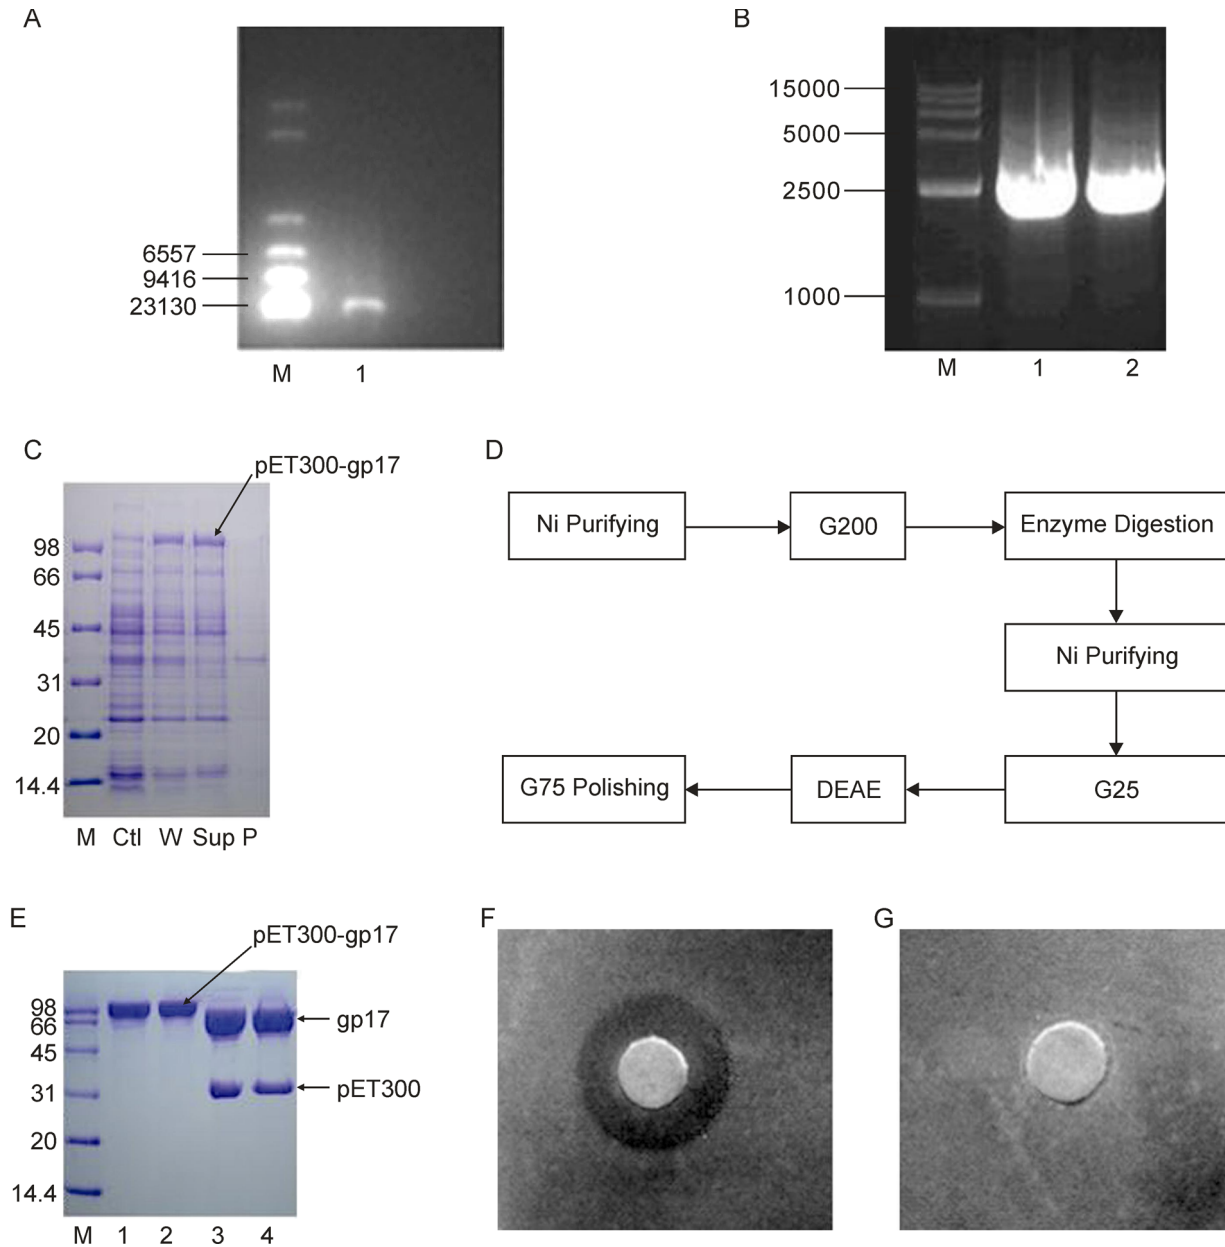 A
6557
9416
23130
M 1
B
15000
5000
2500
1000
M 1 2
C
pET300-gp17
98
66
45
31
20
14.4
M Ctl W Sup P
D
Ni Purifying
G200
Enzyme Digestion
Ni Purifying
G25
DEAE
G75 Polishing
E
pET300-gp17
98
66
45
31
20
14.4
gp17
pET300
M 1 2 3 4
F
G